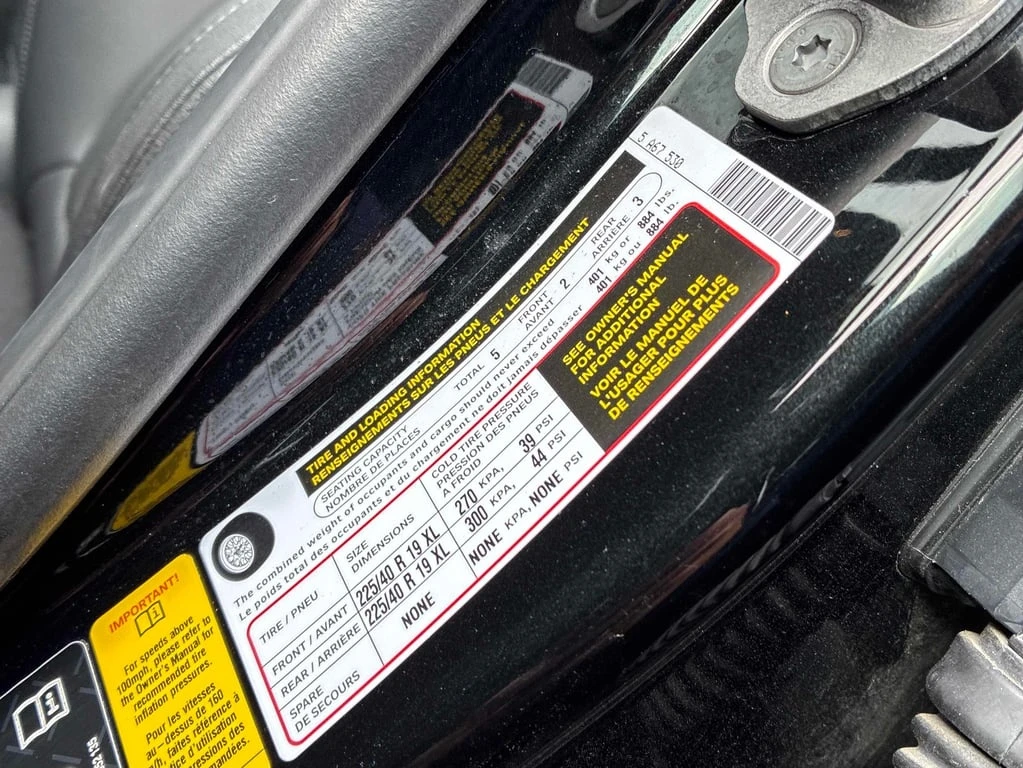 5 A67 530
TIRE AND LOADING INFORMATION
RENSEIGNEMENTS SUR LES PNEUS ET LE CHARGEMENT
SEATING CAPACITY TOTAL 5 FRONT 2 REAR 3
NOMBRE DE PLACES AVANT ARRIÈRE
The combined weight of occupants and cargo should never exceed 401 kg or 884 lbs.
Le poids total des occupants et du chargement ne doit jamais dépasser 401 kg ou 884 lb.
TIRE / PNEU SIZE COLD TIRE PRESSURE
DIMENSIONS PRESSION DES PNEUS
A FROID
FRONT / AVANT 225/40 R 19 XL 270 KPA, 39 PSI
REAR / ARRIÈRE 225/40 R 19 XL 300 KPA, 44 PSI
SPARE NONE NONE KPA, NONE PSI
DE SECOURS
SEE OWNER'S MANUAL
FOR ADDITIONAL
INFORMATION
VOIR LE MANUEL DE
L'USAGER POUR PLUS
DE RENSEIGNEMENTS
IMPORTANT!
For speeds above
100mph, please refer to
the Owner's Manual for
recommended tire
inflation pressures.
Pour les vitesses
au-dessus de 160
faites référence à
d'utilisation